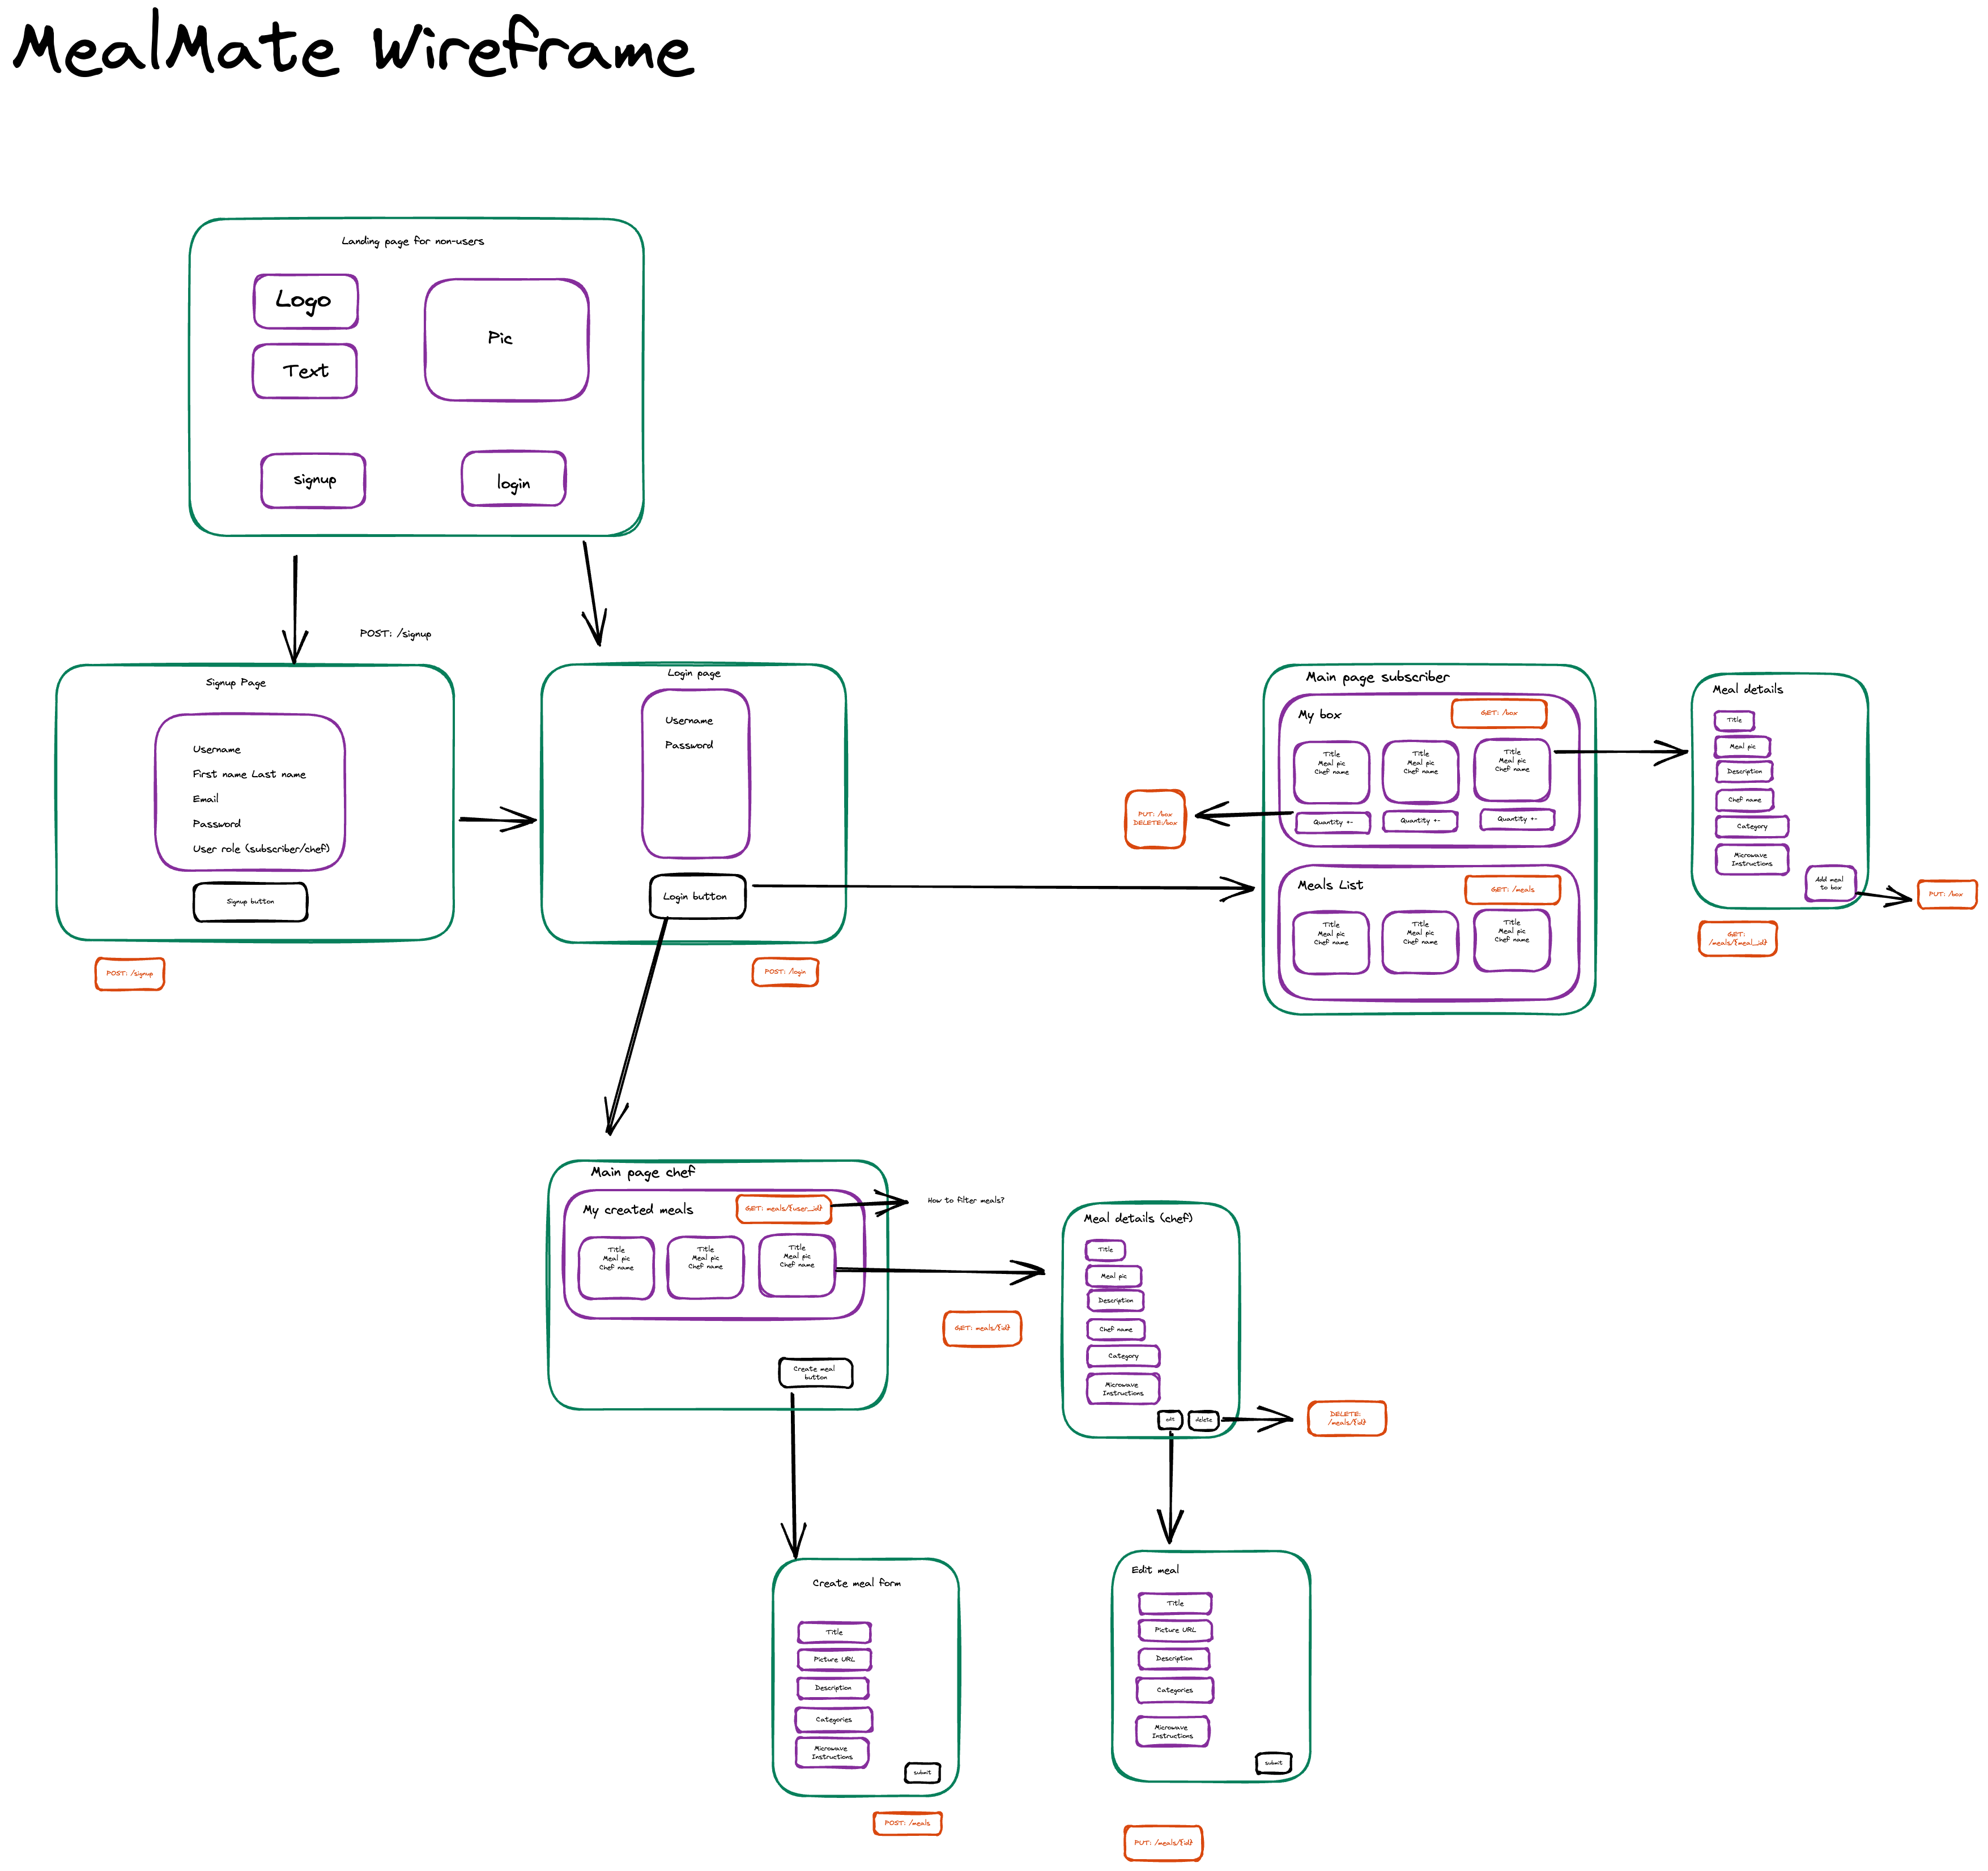 MealMate Wireframe
Landing page for non-users
Logo
Pic
Text
signup
login
POST: /signup
Signup Page
Username
First name Last name
Email
Password
User role (subscriber/chef)
Signup button
POST: /signup
Login page
Username
Password
Login button
POST: /login
Main page subscriber
My box
GET: /box
Title
Meal pic
Chef name
Title
Meal pic
Chef name
Title
Meal pic
Chef name
Quantity +-
Quantity +-
Quantity +-
PUT: /box
DELETE:/box
Meals List
GET: /meals
Title
Meal pic
Chef name
Title
Meal pic
Chef name
Title
Meal pic
Chef name
Meal details
Title
Meal pic
Description
Chef name
Category
Microwave
Instructions
Add meal
to box
PUT: /box
GET:
/meals/{meal_id}
Main page chef
My created meals
GET: meals/{user_id}
How to filter meals?
Title
Meal pic
Chef name
Title
Meal pic
Chef name
Title
Meal pic
Chef name
Create meal
button
GET: meals/{id}
Meal details (chef)
Title
Meal pic
Description
Chef name
Category
Microwave
Instructions
edit
delete
DELETE:
/meals/{id}
Create meal form
Title
Picture URL
Description
Categories
Microwave
Instructions
submit
POST: /meals
Edit meal
Title
Picture URL
Description
Categories
Microwave
Instructions
submit
PUT: /meals/{id}